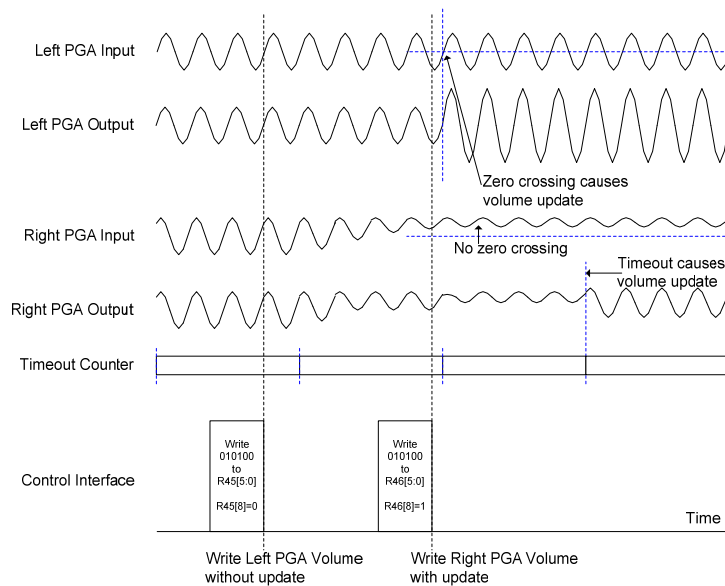 Left PGA Input
Left PGA Output
Zero crossing causes
volume update
Right PGA Input
No zero crossing
Timeout causes
volume update
Right PGA Output
Timeout Counter
Control Interface
Write
010100
to
R45[5:0]
R45[8]=0
Write
010100
to
R46[5:0]
R46[8]=1
Time
Write Left PGA Volume
without update
Write Right PGA Volume
with update